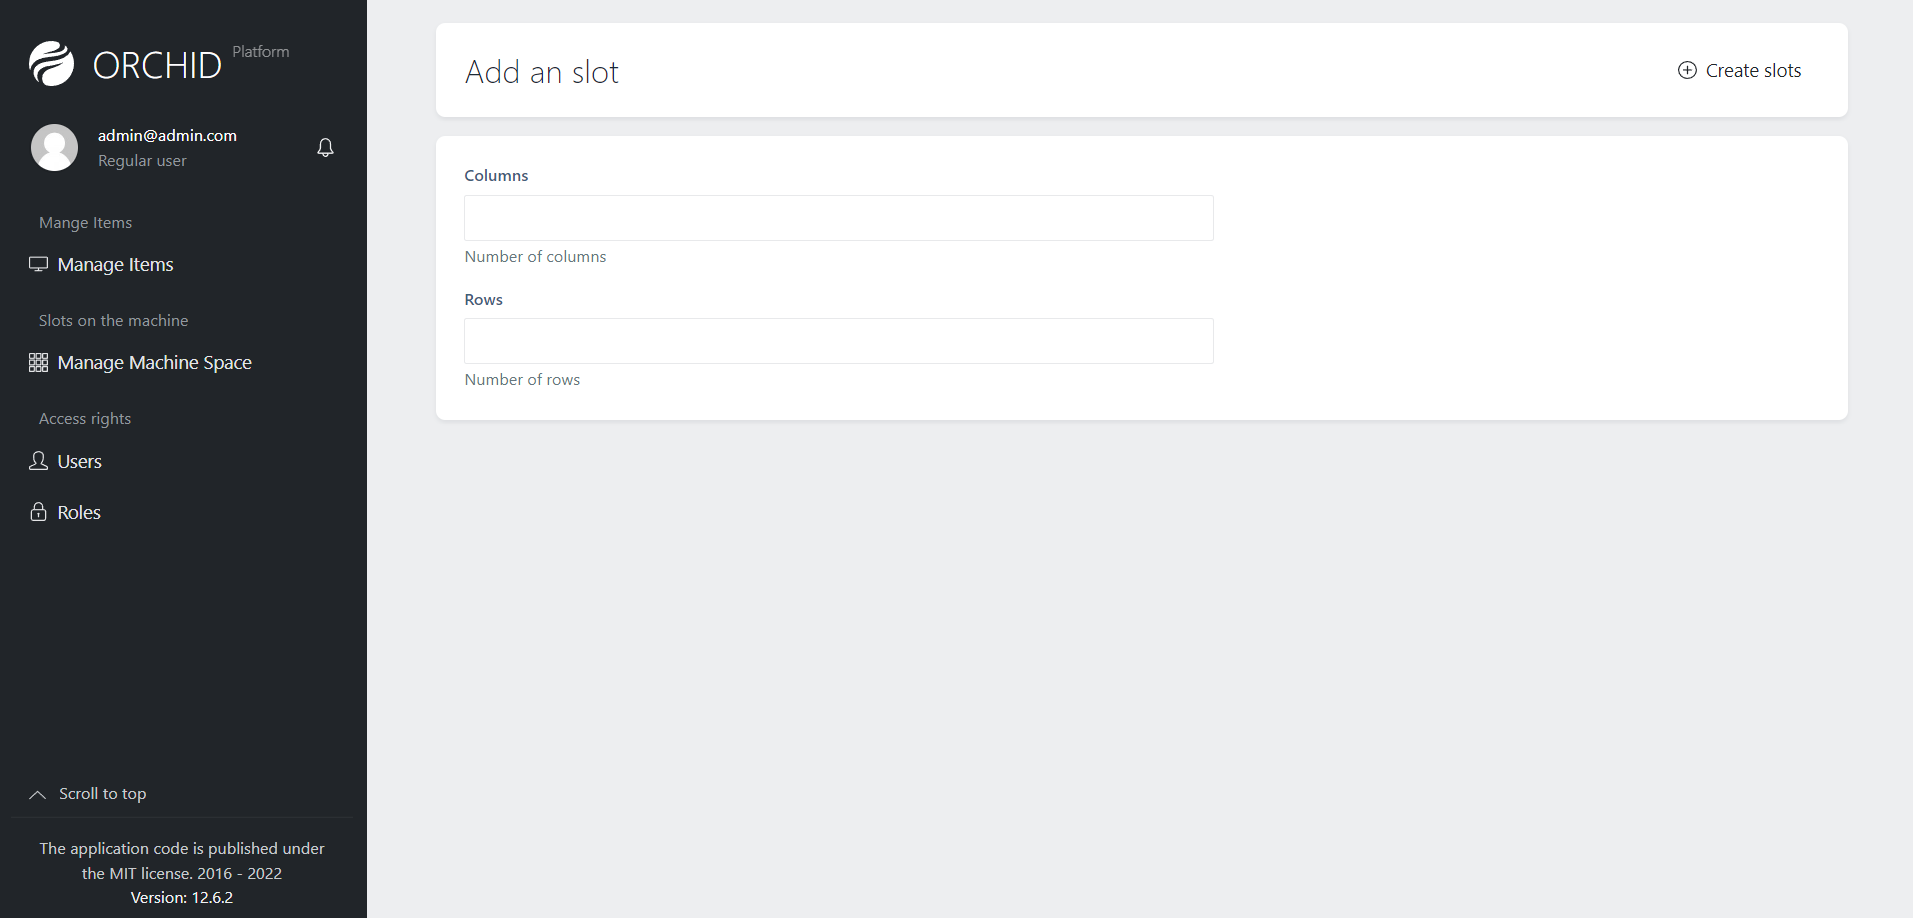 ORCHID Platform
admin@admin.com
Regular user
Mange Items
Manage Items
Slots on the machine
Manage Machine Space
Access rights
Users
Roles
Scroll to top
The application code is published under
the MIT license. 2016 - 2022
Version: 12.6.2
Add an slot
Create slots
Columns
Number of columns
Rows
Number of rows